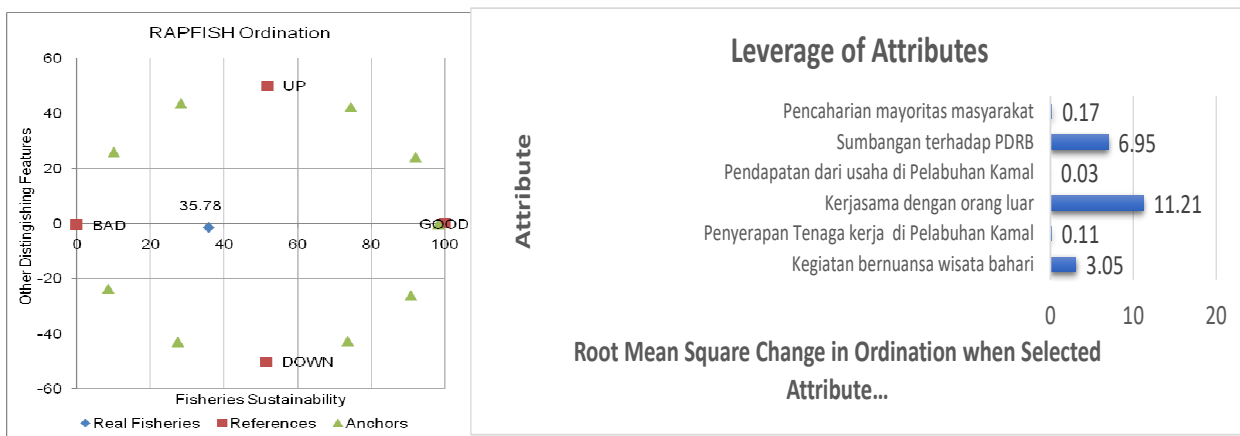 RAPFISH Ordination
60
UP
40
20
35.78
0
BAD
GOOD
0 20 40 60 80 100
-20
-40
DOWN
-60
Other Distingishing Features
Fisheries Sustainability
Real Fisheries References Anchors
Leverage of Attributes
Attribute
Pencaharian mayoritas masyarakat 0.17
Sumbangan terhadap PDRB 6.95
Pendapatan dari usaha di Pelabuhan Kamal 0.03
Kerjasama dengan orang luar 11.21
Penyerapan Tenaga kerja di Pelabuhan Kamal 0.11
Kegiatan bernuansa wisata bahari 3.05
0 10 20
Root Mean Square Change in Ordination when Selected
Attribute...